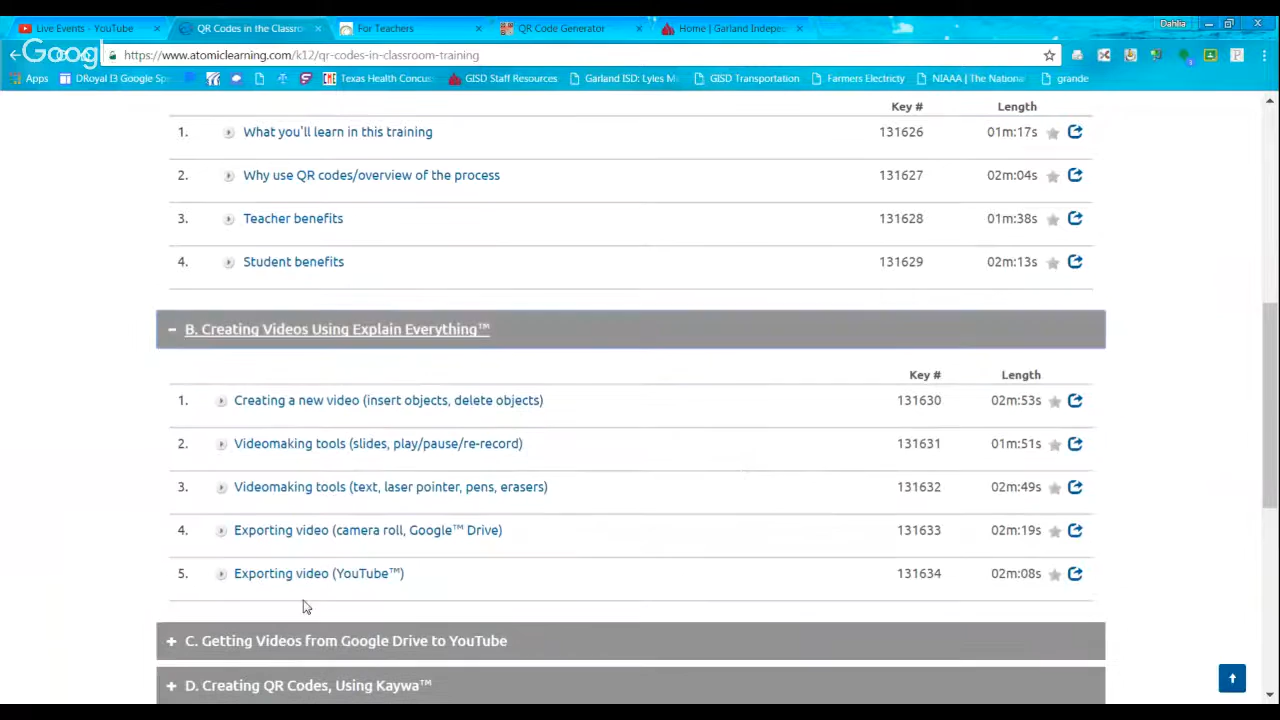 Live Events - YouTube
QR Codes in the Classro
For Teachers
QR Code Generator
Home | Garland Indepe
Dahlia
Goog
https://www.atomiclearning.com/k12/qr-codes-in-classroom-training
Apps
DRoyal I3 Google Sp
Texas Health Concus
GISD Staff Resources
Garland ISD: Lyles M
GISD Transportation
Farmers Electricty
NIAAA | The National
grande
Key # Length
1. What you'll learn in this training 131626 01m:17s
2. Why use QR codes/overview of the process 131627 02m:04s
3. Teacher benefits 131628 01m:38s
4. Student benefits 131629 02m:13s
B. Creating Videos Using Explain Everything™
Key # Length
1. Creating a new video (insert objects, delete objects) 131630 02m:53s
2. Videomaking tools (slides, play/pause/re-record) 131631 01m:51s
3. Videomaking tools (text, laser pointer, pens, erasers) 131632 02m:49s
4. Exporting video (camera roll, Google™ Drive) 131633 02m:19s
5. Exporting video (YouTube™) 131634 02m:08s
C. Getting Videos from Google Drive to YouTube
D. Creating QR Codes, Using Kaywa™